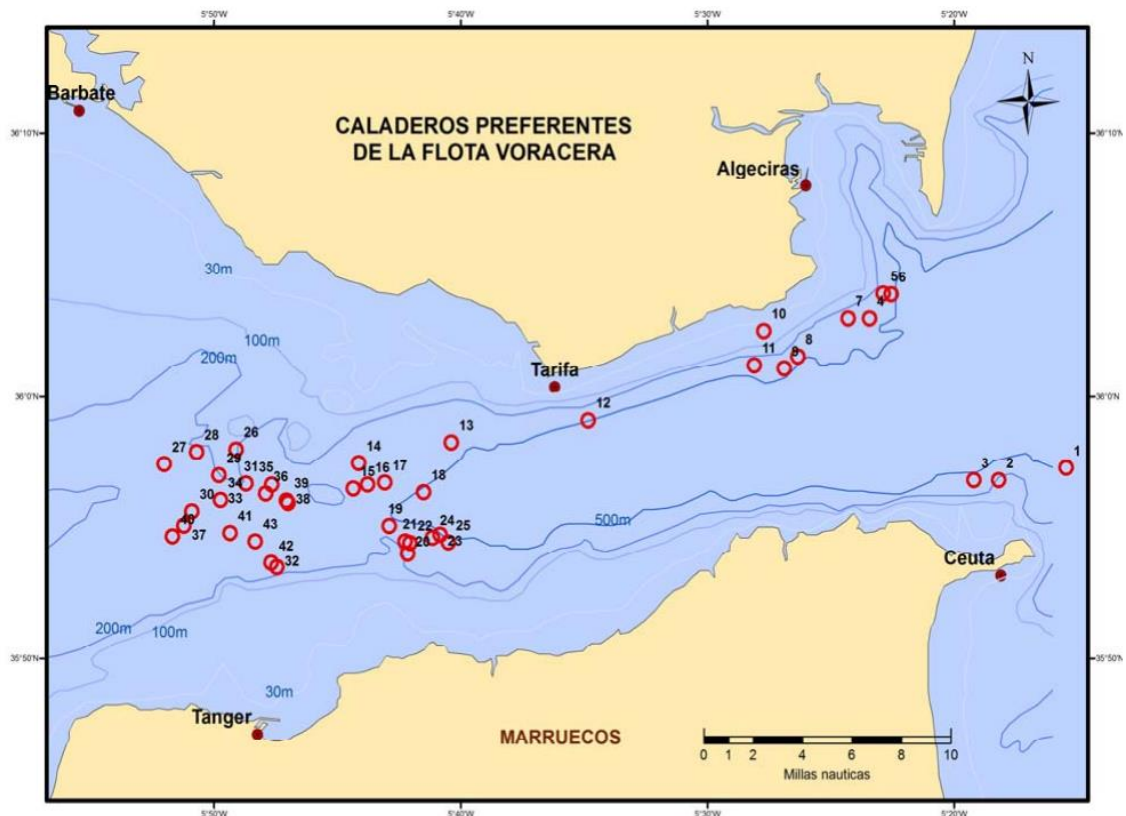 5°50'W 5°40'W 5°30'W 5°20'W
N
Barbate
36°10'N 36°10'N
CALADEROS PREFERENTES
DE LA FLOTA VORACERA
Algeciras
30m
56
7 4
100m
10
8
200m
11 9
Tarifa
36°0'N 36°0'N
12
28 26 13
27 14 1
29 3 2
31 35 15 16 17
34 36 39 18
30 33 38
19
40 41 43 21 22 24 25 500m
37 20 23
42
32
Ceuta
200m
100m
35°50'N 35°50'N
30m
Tanger
MARRUECOS
0 1 2 4 6 8 10
Millas nauticas
5°50'W 5°40'W 5°30'W 5°20'W